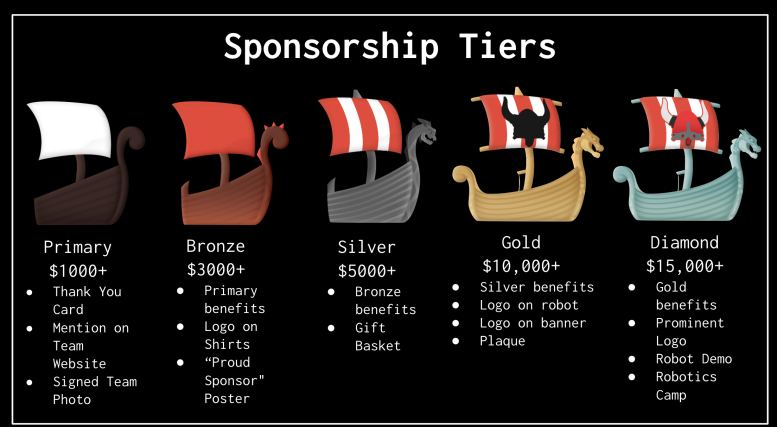 Sponsorship Tiers
Primary
$1000+
● Thank You
Card
● Mention on
Team
Website
● Signed Team
Photo
Bronze
$3000+
● Primary
benefits
● Logo on
Shirts
● “Proud
Sponsor"
Poster
Silver
$5000+
● Bronze
benefits
● Gift
Basket
Gold
$10,000+
● Silver benefits
● Logo on robot
● Logo on banner
● Plaque
Diamond
$15,000+
● Gold
benefits
● Prominent
Logo
● Robot Demo
● Robotics
Camp